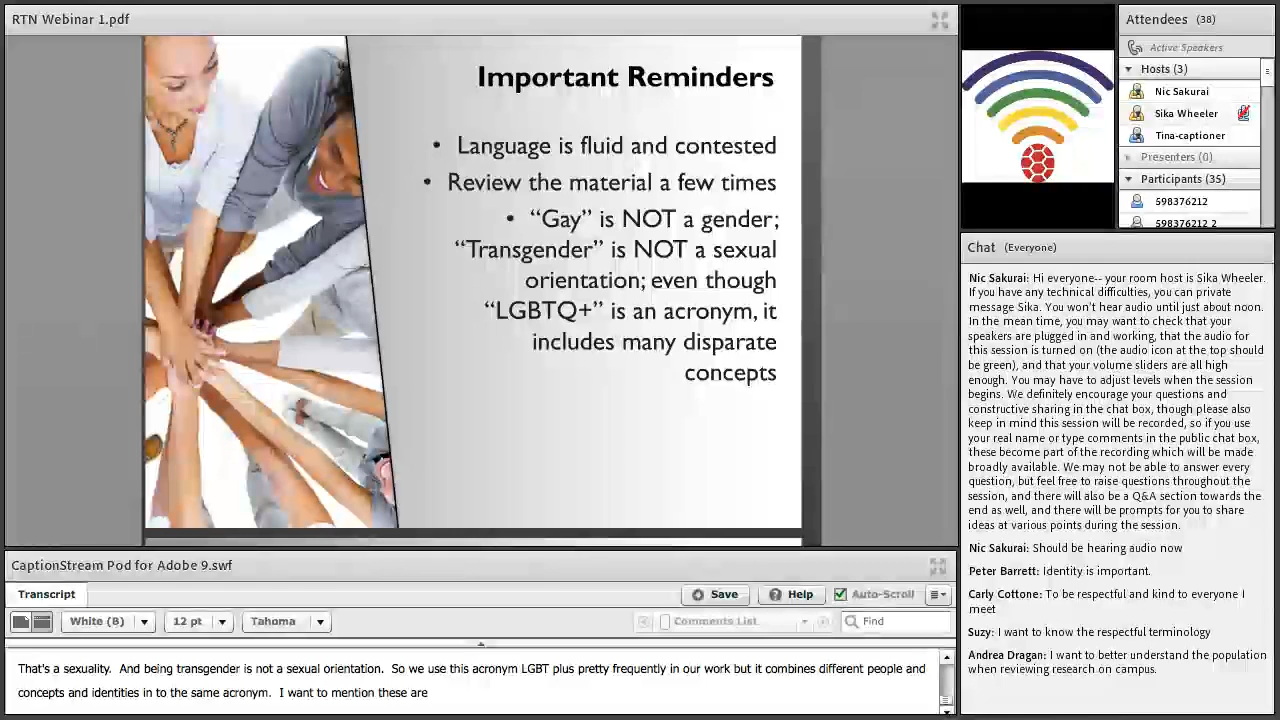 RTN Webinar 1.pdf
Important Reminders
• Language is fluid and contested
• Review the material a few times
• “Gay” is NOT a gender;
“Transgender” is NOT a sexual
orientation; even though
“LGBTQ+” is an acronym, it
includes many disparate
concepts
CaptionStream Pod for Adobe 9.swf
Transcript
Save
Help
Auto-Scroll
White (8)
12 pt
Tahoma
Comments List
Find
That's a sexuality. And being transgender is not a sexual orientation. So we use this acronym LGBT plus pretty frequently in our work but it combines different people and
concepts and identities in to the same acronym. I want to mention these are
Attendees (38)
Active Speakers
Hosts (3)
Nic Sakurai
Sika Wheeler
Tina-captioner
Presenters (0)
Participants (35)
598376212
598376212 2
Chat (Everyone)
Nic Sakurai: Hi everyone-- your room host is Sika Wheeler.
If you have any technical difficulties, you can private
message Sika. You won't hear audio until just about noon.
In the mean time, you may want to check that your
speakers are plugged in and working, that the audio for
this session is turned on (the audio icon at the top should
be green), and that your volume sliders are all high
enough. You may have to adjust levels when the session
begins. We definitely encourage your questions and
constructive sharing in the chat box, though please also
keep in mind this session will be recorded, so if you use
your real name or type comments in the public chat box,
these become part of the recording which will be made
broadly available. We may not be able to answer every
question, but feel free to raise questions throughout the
session, and there will also be a Q&A section towards the
end as well, and there will be prompts for you to share
ideas at various points during the session.
Nic Sakurai: Should be hearing audio now
Peter Barrett: Identity is important.
Carly Cottone: To be respectful and kind to everyone I
meet
Suzy: I want to know the respectful terminology
Andrea Dragan: I want to better understand the population
when reviewing research on campus.